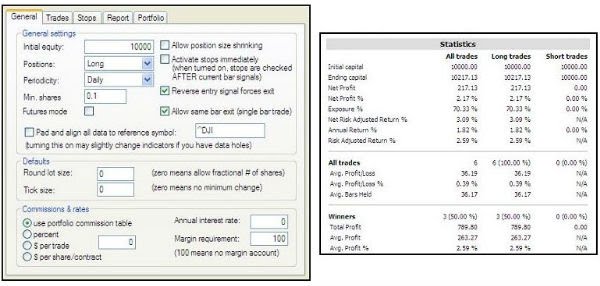 General Trades Stops Report Portfolio
General settings
Initial equity: 10000
Positions: Long
Periodicity: Daily
Min. shares 0.1
Futures mode
Allow position size shrinking
Activate stops immediately
(when turned on, stops are checked
AFTER current bar signals)
Reverse entry signal forces exit
Allow same bar exit (single bar trade)
Pad and align all data to reference symbol: ^DJI
(turning this on may slightly change indicators if you have data holes)
Defaults
Round lot size: 0 (zero means allow fractional # of shares)
Tick size: 0 (zero means no minimum change)
Commissions & rates
use portfolio commission table
percent
$ per trade 0
$ per share/contract
Annual interest rate: 0
Margin requirement: 100
(100 means no margin account)
Statistics
All trades Long trades Short trades
Initial capital 10000.00 10000.00 10000.00
Ending capital 10217.13 10217.13 10000.00
Net Profit 217.13 217.13 0.00
Net Profit % 2.17 % 2.17 % 0.00 %
Exposure % 70.33 % 70.33 % 0.00 %
Net Risk Adjusted Return % 3.09 % 3.09 % N/A
Annual Return % 1.82 % 1.82 % 0.00 %
Risk Adjusted Return % 2.59 % 2.59 % N/A
All trades 6 6 (100.00 %) 0 (0.00 %)
Avg. Profit/Loss 36.19 36.19 N/A
Avg. Profit/Loss % 0.39 % 0.39 % N/A
Avg. Bars Held 36.17 36.17 N/A
Winners 3 (50.00 %) 3 (50.00 %) 0 (0.00 %)
Total Profit 789.80 789.80 0.00
Avg. Profit 263.27 263.27 N/A
Avg. Profit % 2.59 % 2.59 % N/A